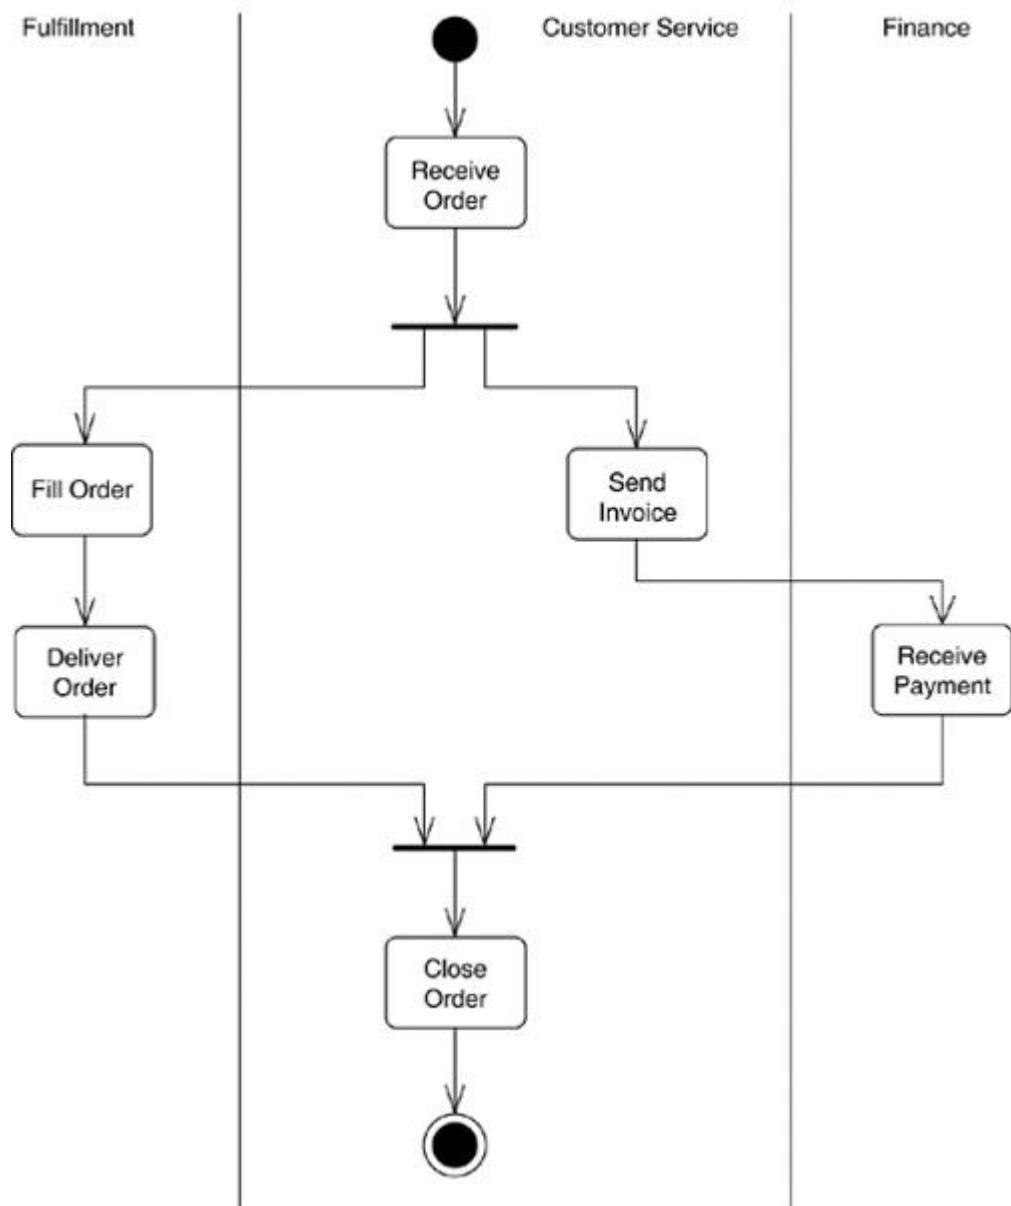 Fulfillment
Customer Service
Finance
Receive
Order
Fill Order
Send
Invoice
Deliver
Order
Receive
Payment
Close
Order